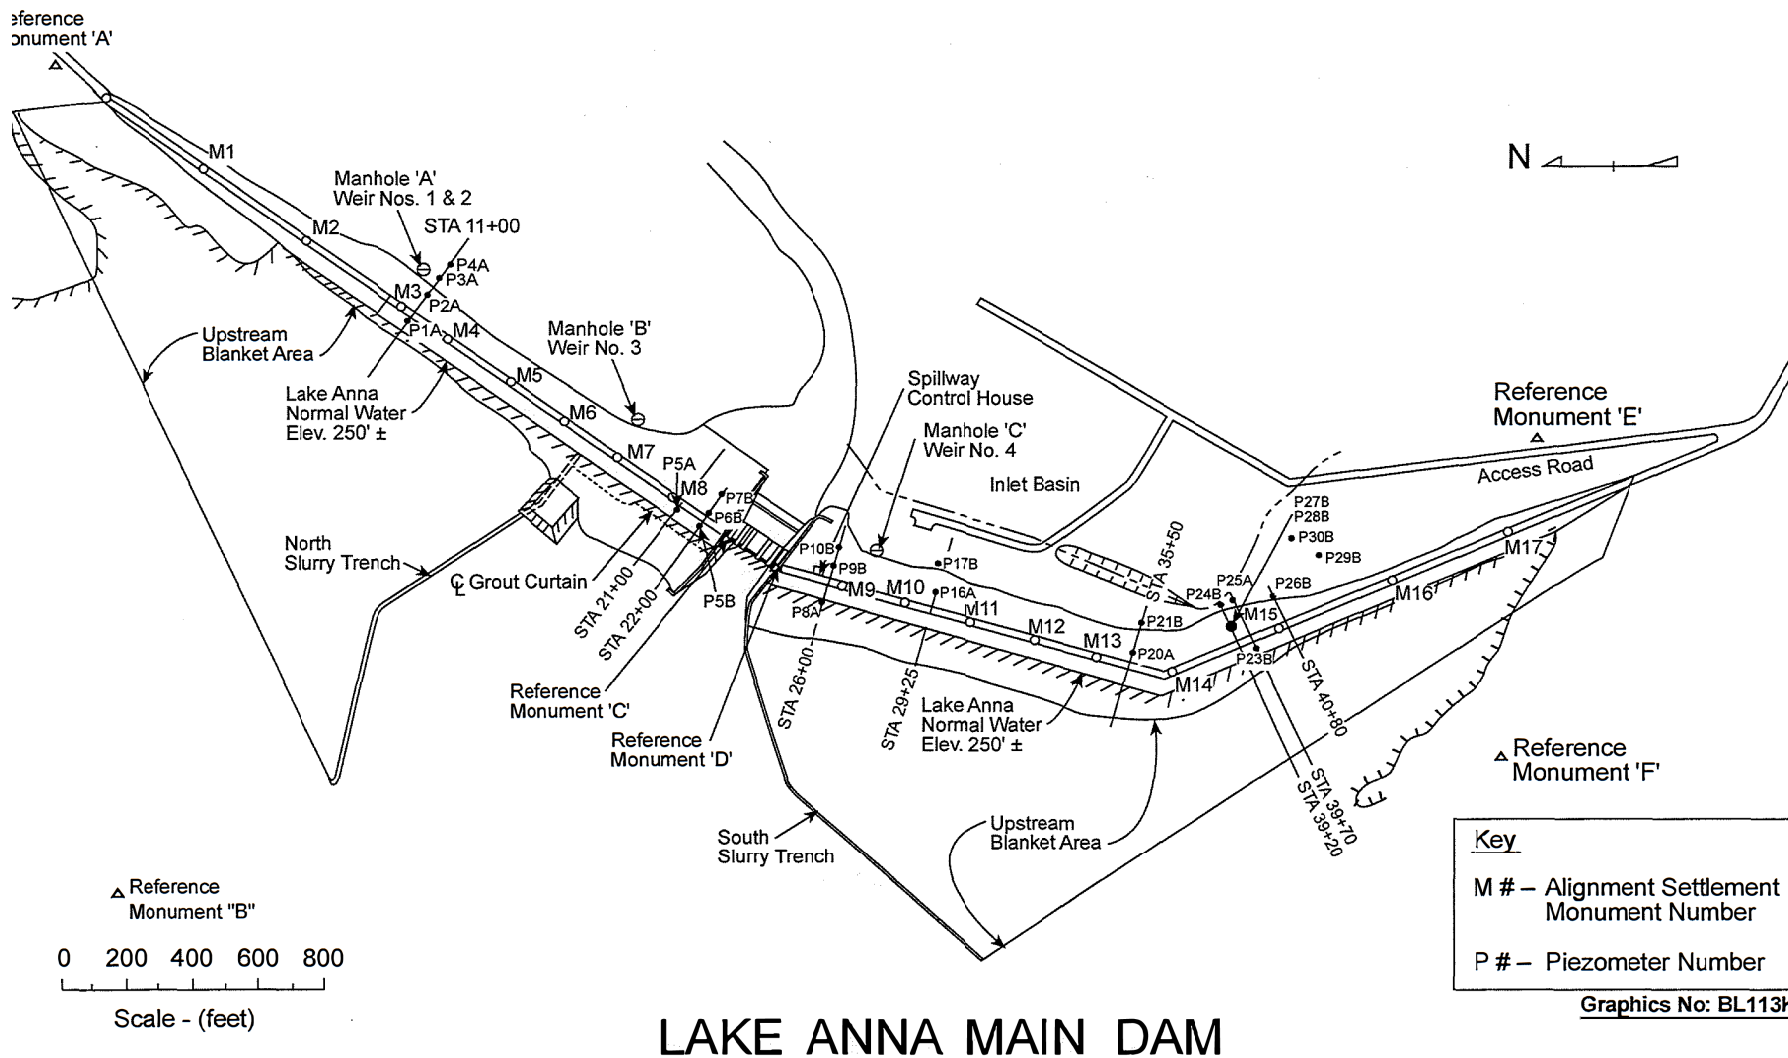 eference
onument 'A'
M1
Manhole 'A'
Weir Nos. 1 & 2
STA 11+00
M2
P4A
P3A
M3
P2A
P1A
M4
Upstream
Blanket Area
Manhole 'B'
Weir No. 3
M5
Lake Anna
Normal Water
Elev. 250' ±
M6
M7
P5A
M8
P7B
P6B
North
Slurry Trench
℄ Grout Curtain
STA 21+00
STA 22+00
P5B
Reference
Monument 'C'
Reference
Monument 'D'
N
Spillway
Control House
Manhole 'C'
Weir No. 4
Inlet Basin
Reference
Monument 'E'
Access Road
P10B
P9B
P8A
M9
M10
P17B
P16A
M11
M12
M13
STA 35+50
P21B
P20A
M14
P24B
P25A
M15
P26B
P23B
P27B
P28B
P30B
P29B
M16
M17
STA 26+00
STA 29+25
Lake Anna
Normal Water
Elev. 250' ±
STA 40+80
STA 39+70
STA 39+20
Reference
Monument 'F'
South
Slurry Trench
Upstream
Blanket Area
Reference
Monument "B"
0 200 400 600 800
Scale - (feet)
Key
M # – Alignment Settlement
Monument Number
P # – Piezometer Number
Graphics No: BL113K
LAKE ANNA MAIN DAM